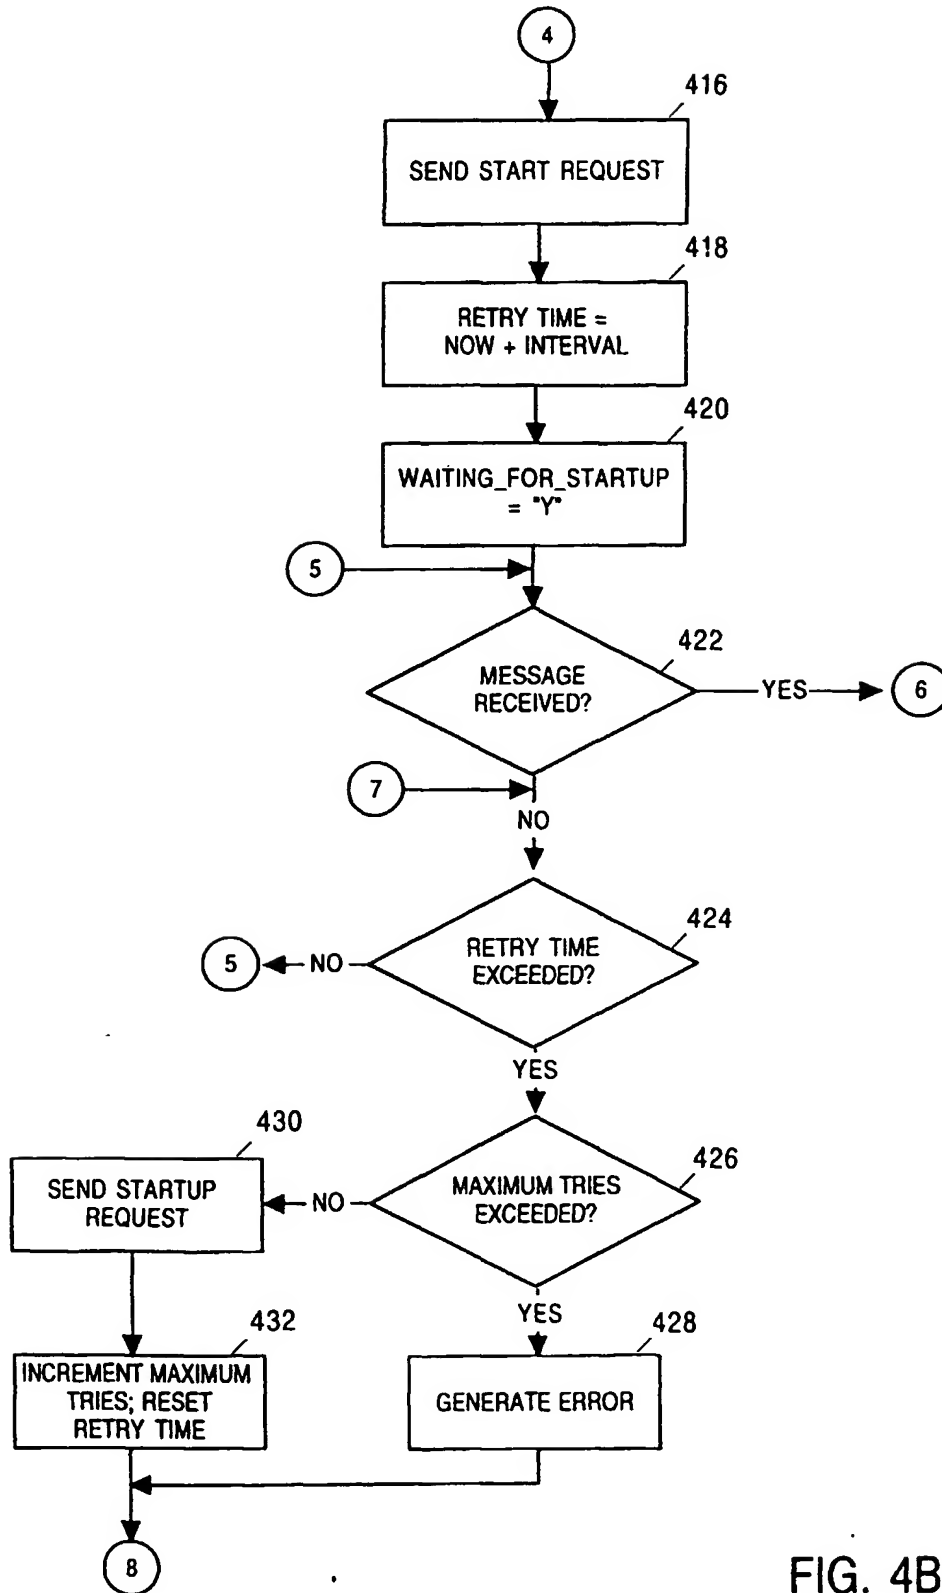 4
416
SEND START REQUEST
418
RETRY TIME =
NOW + INTERVAL
420
WAITING_FOR_STARTUP
= "Y"
5
422
MESSAGE
RECEIVED?
YES
6
7
NO
424
RETRY TIME
EXCEEDED?
NO
5
YES
430
426
SEND STARTUP
REQUEST
NO
MAXIMUM TRIES
EXCEEDED?
YES
432
428
INCREMENT MAXIMUM
TRIES; RESET
RETRY TIME
GENERATE ERROR
8
FIG. 4B